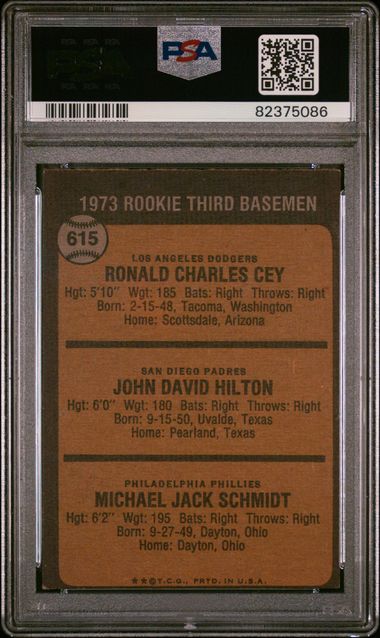 PSA
PSA
82375086
1973 ROOKIE THIRD BASEMEN
615
LOS ANGELES DODGERS
RONALD CHARLES CEY
Hgt: 5'10" Wgt: 185 Bats: Right Throws: Right
Born: 2-15-48, Tacoma, Washington
Home: Scottsdale, Arizona
SAN DIEGO PADRES
JOHN DAVID HILTON
Hgt: 6'0" Wgt: 180 Bats: Right Throws: Right
Born: 9-15-50, Uvalde, Texas
Home: Pearland, Texas
PHILADELPHIA PHILLIES
MICHAEL JACK SCHMIDT
Hgt: 6'2" Wgt: 195 Bats: Right Throws: Right
Born: 9-27-49, Dayton, Ohio
Home: Dayton, Ohio
★★©T.C.G., PRTD. IN U.S.A.
PSA